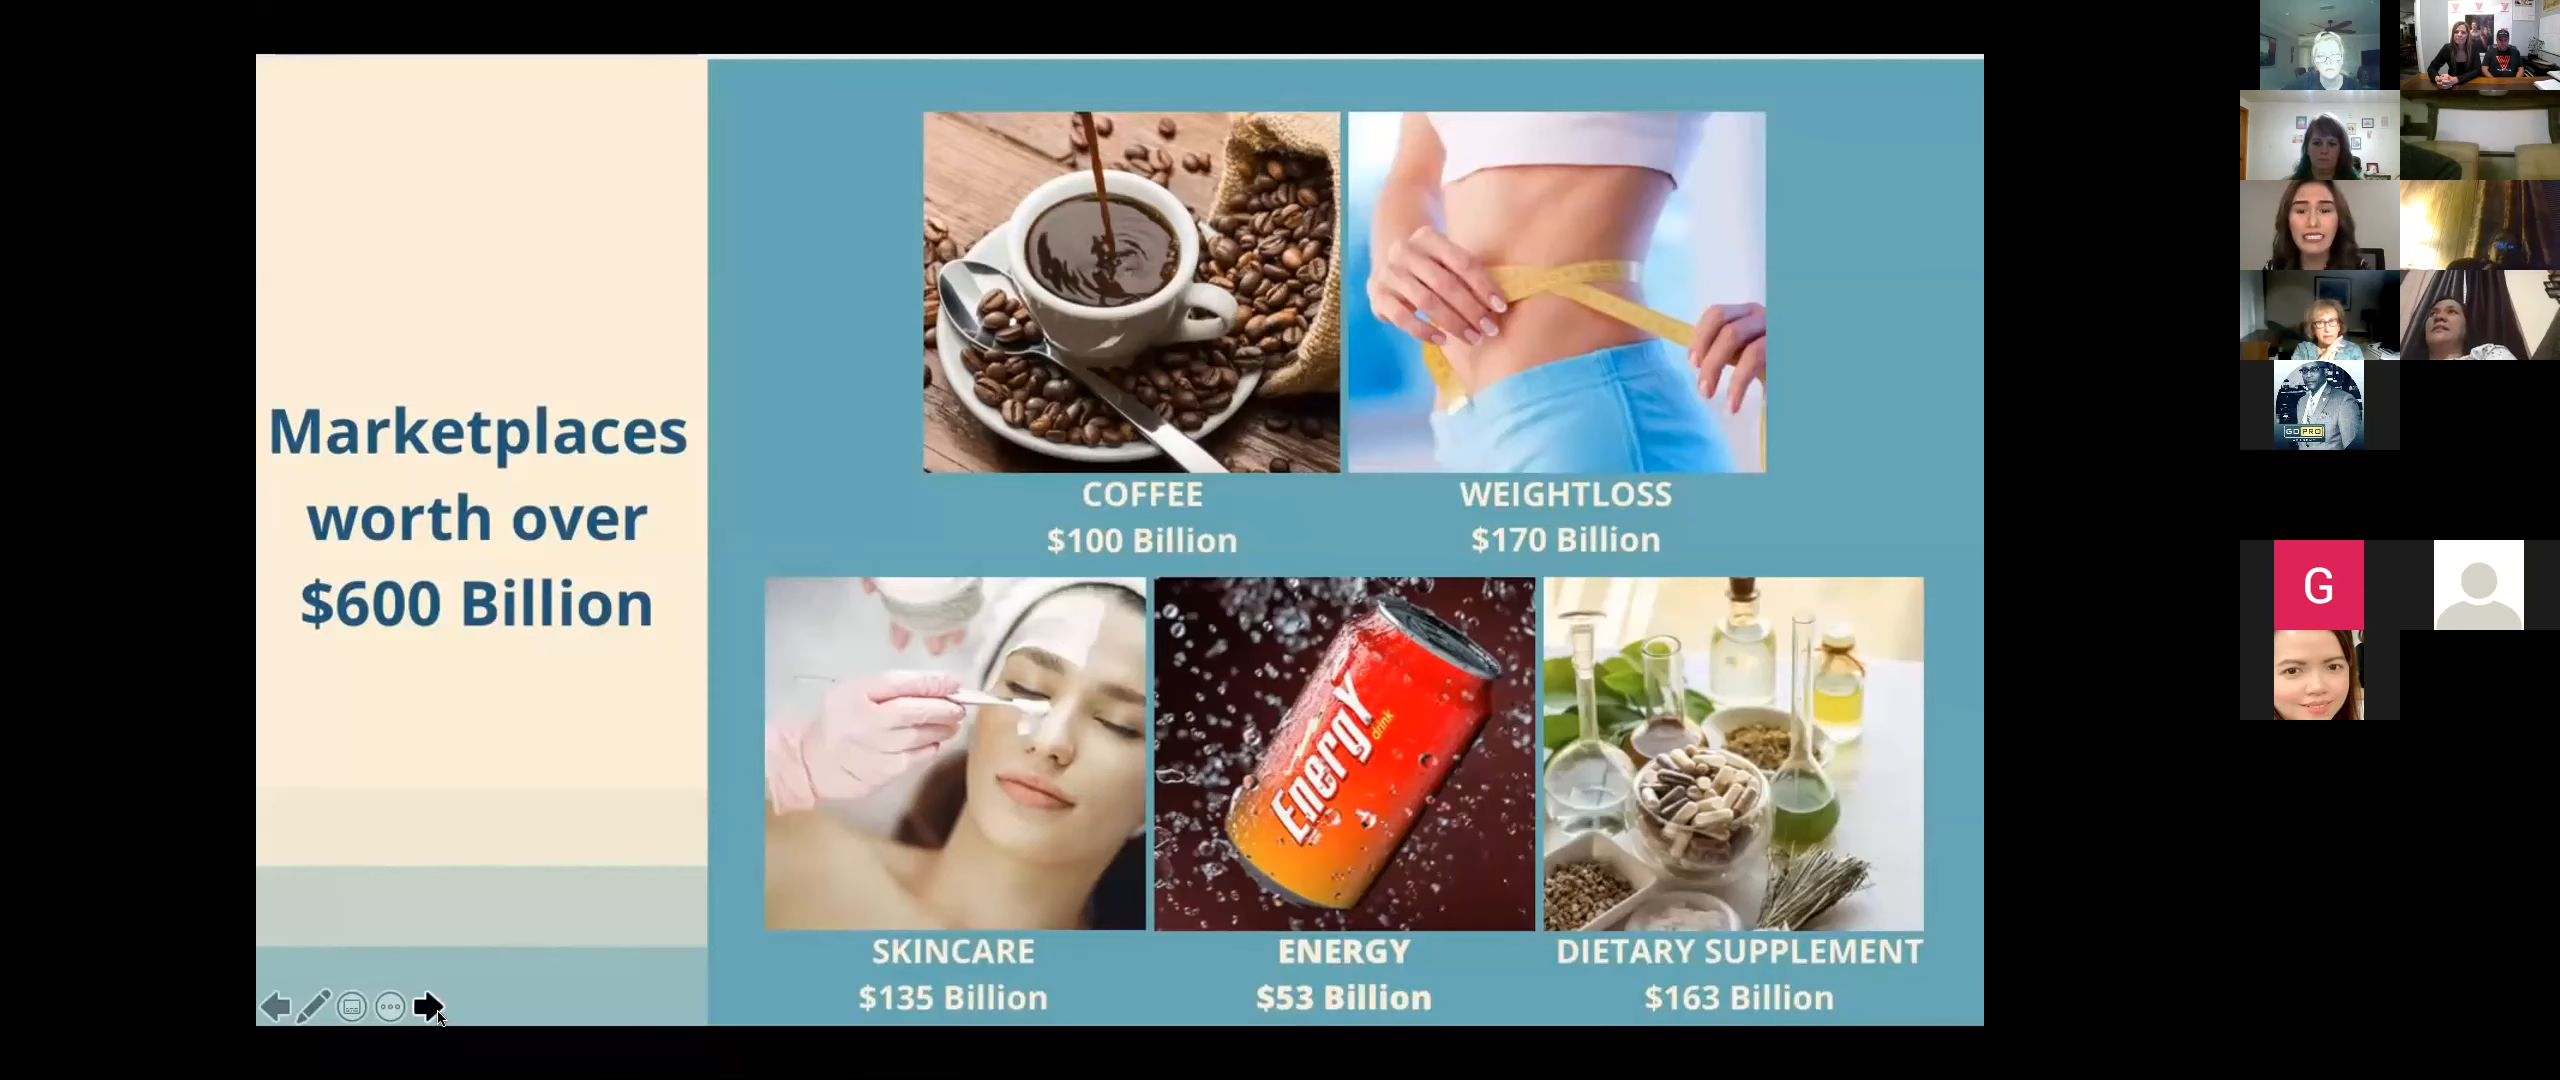 Marketplaces
worth over
$600 Billion
COFFEE
$100 Billion
WEIGHTLOSS
$170 Billion
EnergY
drink
SKINCARE
$135 Billion
ENERGY
$53 Billion
DIETARY SUPPLEMENT
$163 Billion
GO PRO
G